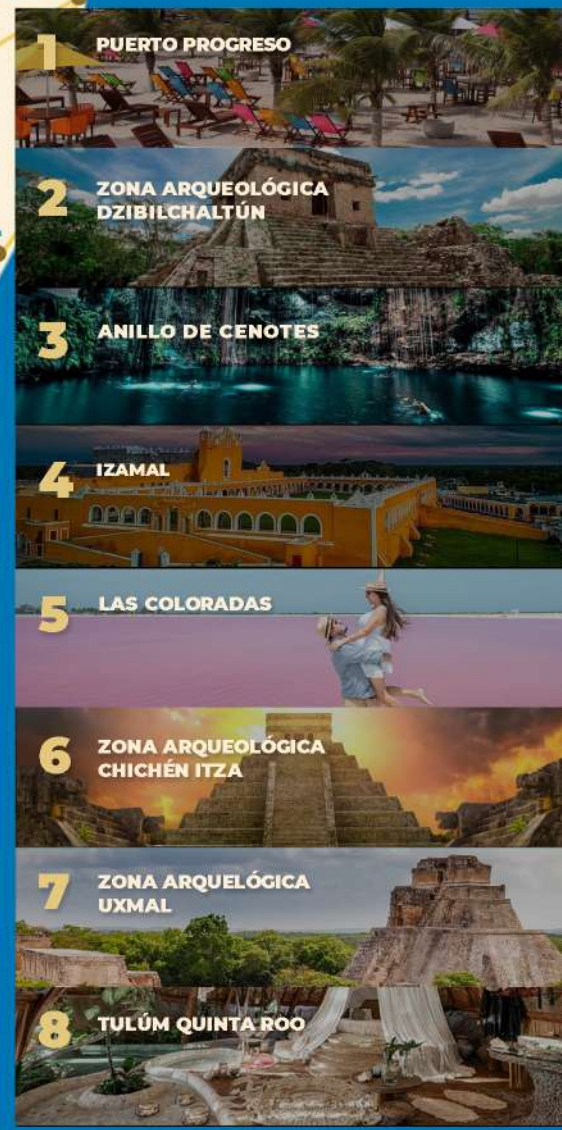 1
PUERTO PROGRESO
2
ZONA ARQUEOLÓGICA
DZIBILCHALTÚN
3
ANILLO DE CENOTES
4
IZAMAL
5
LAS COLORADAS
6
ZONA ARQUEOLÓGICA
CHICHÉN ITZA
7
ZONA ARQUELÓGICA
UXMAL
8
TULÚM QUINTA ROO